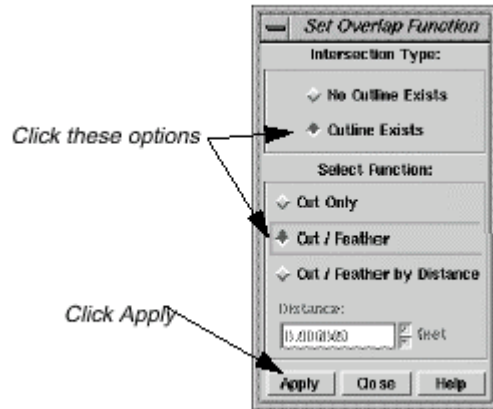 Set Overlap Function
Intersection Type:
No Cutline Exists
Click these options
Cutline Exists
Select Function:
Cut Only
Cut / Feather
Cut / Feather by Distance
Click Apply
Distance:
feet
Apply Close Help